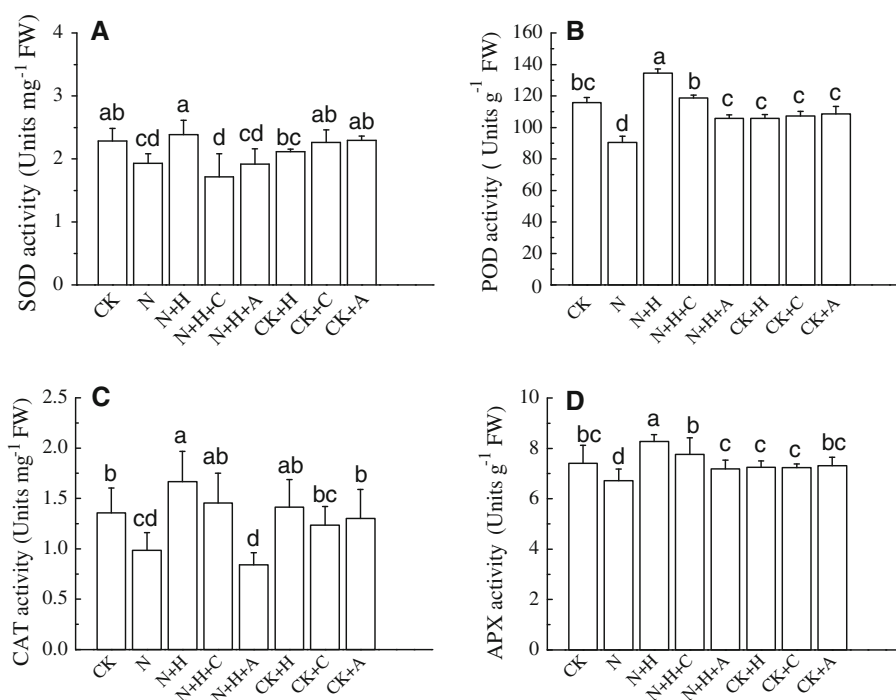 A
SOD activity (Units mg-1 FW)
4
3
2
1
0
ab
cd
a
d
cd
bc
ab
ab
CK
N
N+H
N+H+C
N+H+A
CK+H
CK+C
CK+A
B
POD activity ( Units g-1 FW)
160
140
120
100
80
60
40
20
0
bc
d
a
b
c
c
c
c
CK
N
N+H
N+H+C
N+H+A
CK+H
CK+C
CK+A
C
CAT activity (Units mg-1 FW)
2.5
2.0
1.5
1.0
0.5
0.0
b
cd
a
ab
d
ab
bc
b
CK
N
N+H
N+H+C
N+H+A
CK+H
CK+C
CK+A
D
APX activity (Units g-1 FW)
10
8
6
4
2
0
bc
d
a
b
c
c
c
bc
CK
N
N+H
N+H+C
N+H+A
CK+H
CK+C
CK+A